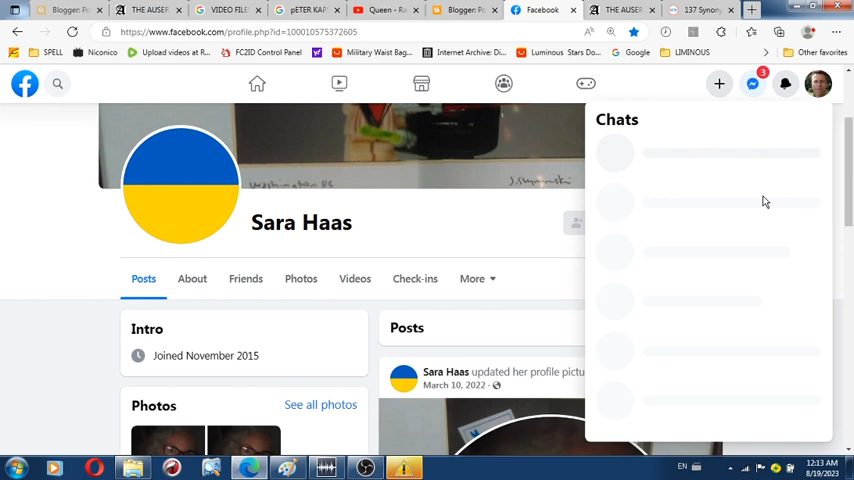 Blogger: Po
THE AUSER
VIDEO FILE
pETER KAP
Queen - Ra
Blogger: Po
Facebook
THE AUSER
137 Synony
https://www.facebook.com/profile.php?id=100010575372605
SPELL
Niconico
Upload videos at r...
FC2ID Control Panel
Military Waist Bag...
Internet Archive: Di...
Luminous Stars Do...
Google
LIMINOUS
Other favorites
3
Chats
Washington DC
Sara Haas
Posts
About
Friends
Photos
Videos
Check-ins
More
Intro
Joined November 2015
Posts
Photos
See all photos
Sara Haas updated her profile pictu
March 10, 2022
EN
12:13 AM
8/19/2023